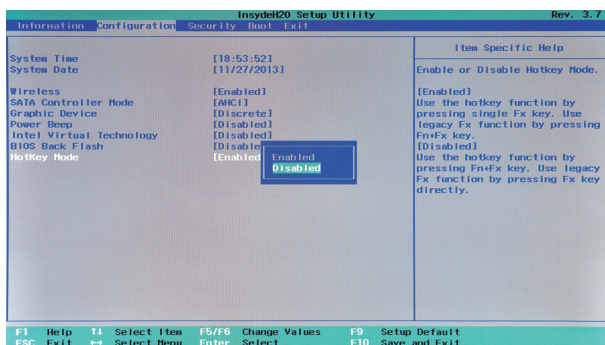 InsydeH20 Setup Utility Rev. 3.7
Information Configuration Security Boot Exit
Item Specific Help
System Time [18:53:52]
System Date [11/27/2013]
Enable or Disable Hotkey Mode.
Wireless [Enabled]
[Enabled]
SATA Controller Mode [AHCI]
Use the hotkey function by
Graphic Device [Discrete]
pressing single Fx key. Use
Power Beep [Disabled]
legacy Fx function by pressing
Intel Virtual Technology [Disabled]
Fn+Fx key.
BIOS Back Flash [Disable
[Disabled]
HotKey Mode [Enabled
Enabled
Disabled
Use the hotkey function by
pressing Fn+Fx key. Use legacy
Fx function by pressing Fx key
directly.
F1 Help ↑↓ Select Item F5/F6 Change Values F9 Setup Default
ESC Exit ↔ Select Menu Enter Select F10 Save and Exit